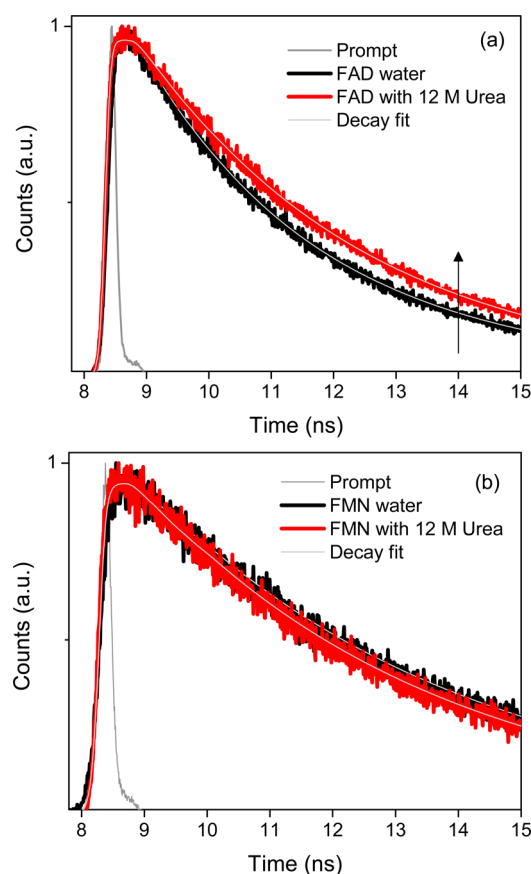 (a)
1
Prompt
FAD water
FAD with 12 M Urea
Decay fit
Counts (a.u.)
8 9 10 11 12 13 14 15
Time (ns)
(b)
1
Prompt
FMN water
FMN with 12 M Urea
Decay fit
Counts (a.u.)
8 9 10 11 12 13 14 15
Time (ns)